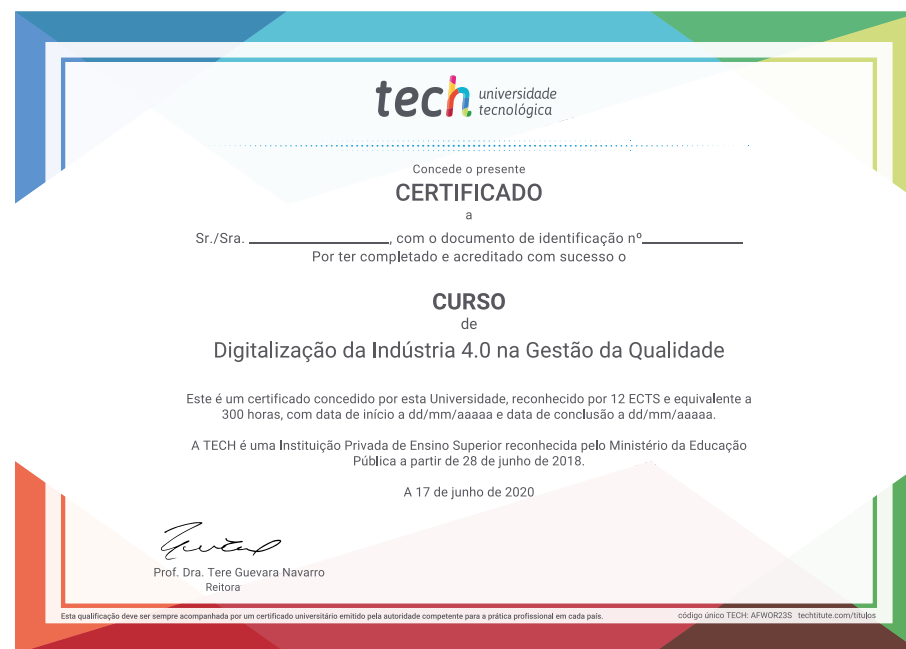 tech universidade
tecnológica
Concede o presente
CERTIFICADO
a
Sr./Sra. ____________________, com o documento de identificação nº______________
Por ter completado e acreditado com sucesso o
CURSO
de
Digitalização da Indústria 4.0 na Gestão da Qualidade
Este é um certificado concedido por esta Universidade, reconhecido por 12 ECTS e equivalente a
300 horas, com data de início a dd/mm/aaaaa e data de conclusão a dd/mm/aaaaa.
A TECH é uma Instituição Privada de Ensino Superior reconhecida pelo Ministério da Educação
Pública a partir de 28 de junho de 2018.
A 17 de junho de 2020
Prof. Dra. Tere Guevara Navarro
Reitora
Esta qualificação deve ser sempre acompanhada por um certificado universitário emitido pela autoridade competente para a prática profissional em cada país.
código único TECH: AFWOR23S techtitute.com/titulos